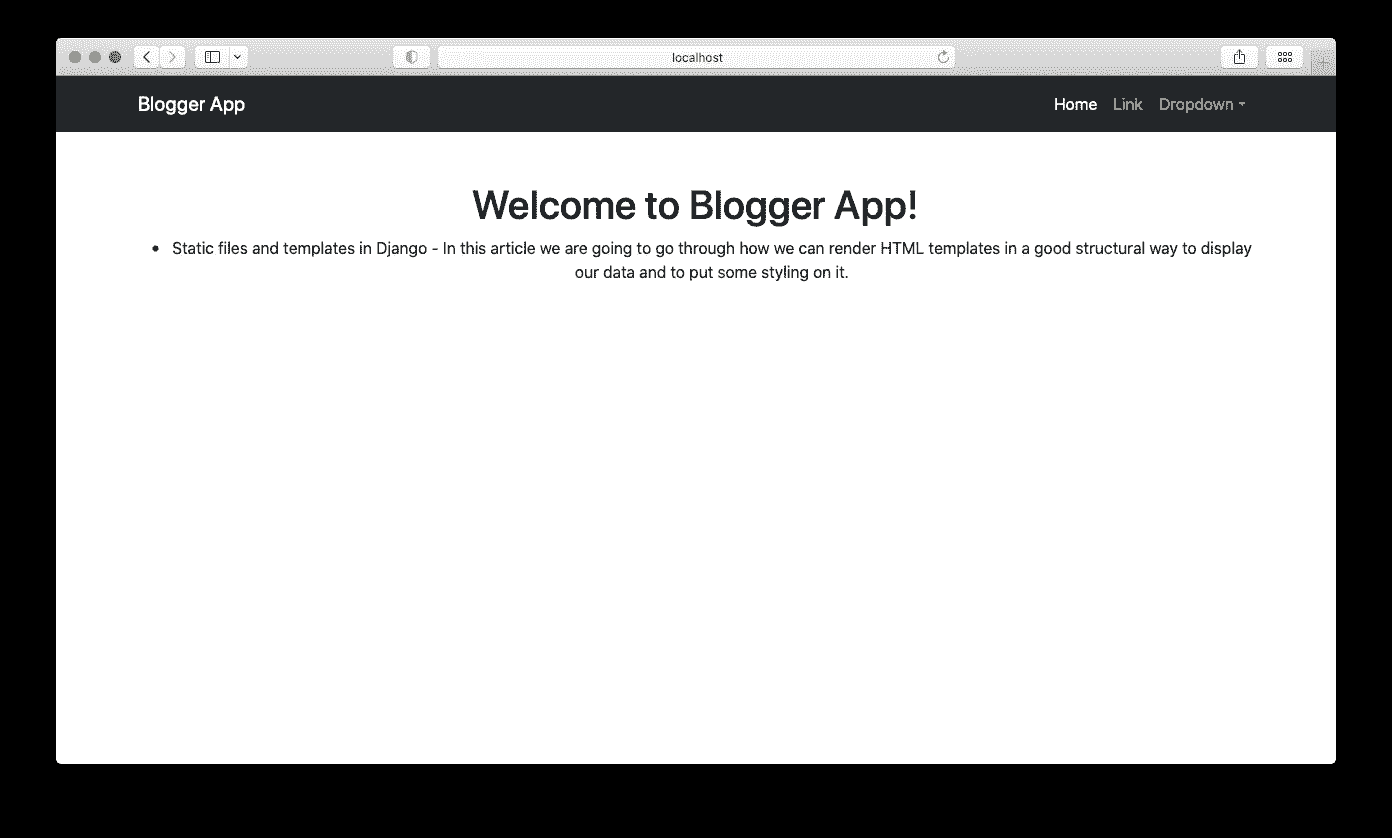 localhost
Blogger App
Home Link Dropdown
Welcome to Blogger App!
• Static files and templates in Django - In this article we are going to go through how we can render HTML templates in a good structural way to display
our data and to put some styling on it.